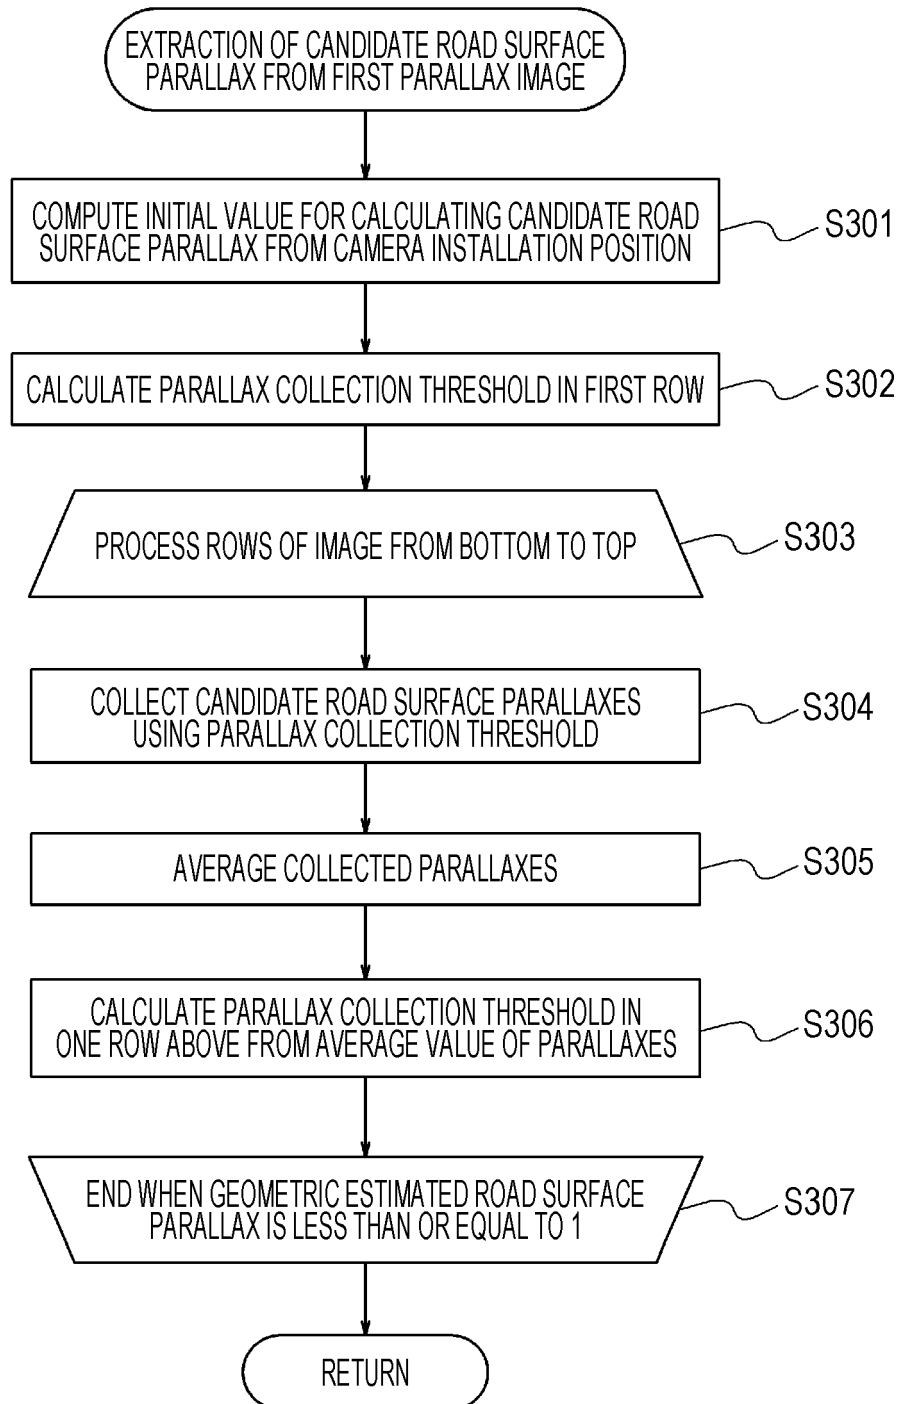 EXTRACTION OF CANDIDATE ROAD SURFACE
PARALLAX FROM FIRST PARALLAX IMAGE
COMPUTE INITIAL VALUE FOR CALCULATING CANDIDATE ROAD
SURFACE PARALLAX FROM CAMERA INSTALLATION POSITION
S301
CALCULATE PARALLAX COLLECTION THRESHOLD IN FIRST ROW
S302
PROCESS ROWS OF IMAGE FROM BOTTOM TO TOP
S303
COLLECT CANDIDATE ROAD SURFACE PARALLAXES
USING PARALLAX COLLECTION THRESHOLD
S304
AVERAGE COLLECTED PARALLAXES
S305
CALCULATE PARALLAX COLLECTION THRESHOLD IN
ONE ROW ABOVE FROM AVERAGE VALUE OF PARALLAXES
S306
END WHEN GEOMETRIC ESTIMATED ROAD SURFACE
PARALLAX IS LESS THAN OR EQUAL TO 1
S307
RETURN